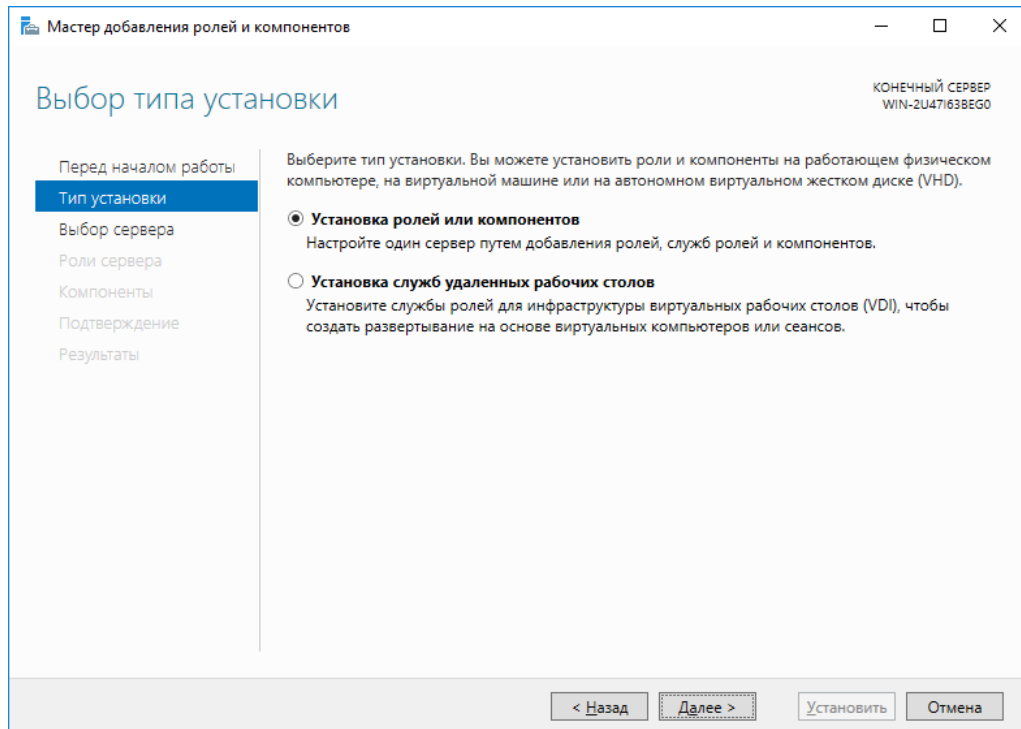 Мастер добавления ролей и компонентов
Выбор типа установки
КОНЕЧНЫЙ СЕРВЕР
WIN-2U47I63BEG0
Перед началом работы
Тип установки
Выбор сервера
Роли сервера
Компоненты
Подтверждение
Результаты
Выберите тип установки. Вы можете установить роли и компоненты на работающем физическом
компьютере, на виртуальной машине или на автономном виртуальном жестком диске (VHD).
Установка ролей или компонентов
Настройте один сервер путем добавления ролей, служб ролей и компонентов.
Установка служб удаленных рабочих столов
Установите службы ролей для инфраструктуры виртуальных рабочих столов (VDI), чтобы
создать развертывание на основе виртуальных компьютеров или сеансов.
< Назад
Далее >
Установить
Отмена